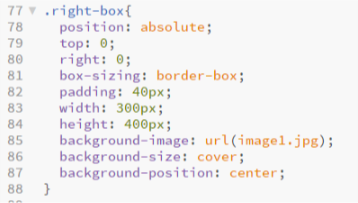 77 ▼ .right-box{
78 position: absolute;
79 top: 0;
80 right: 0;
81 box-sizing: border-box;
82 padding: 40px;
83 width: 300px;
84 height: 400px;
85 background-image: url(image1.jpg);
86 background-size: cover;
87 background-position: center;
88 }